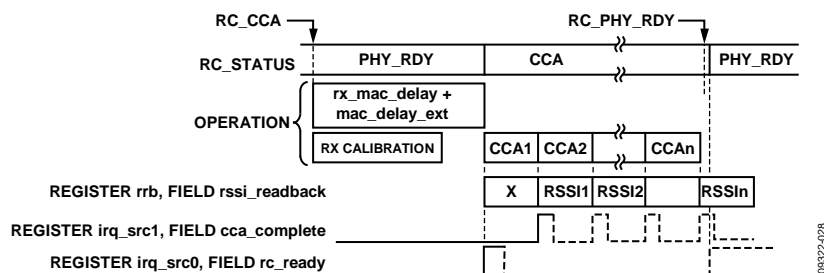 RC_CCA
RC_PHY_RDY
RC_STATUS
PHY_RDY
CCA
PHY_RDY
OPERATION
rx_mac_delay +
mac_delay_ext
RX CALIBRATION
CCA1
CCA2
CCAn
REGISTER rrb, FIELD rssi_readback
X
RSSI1
RSSI2
RSSIn
REGISTER irq_src1, FIELD cca_complete
REGISTER irq_src0, FIELD rc_ready
09322-028